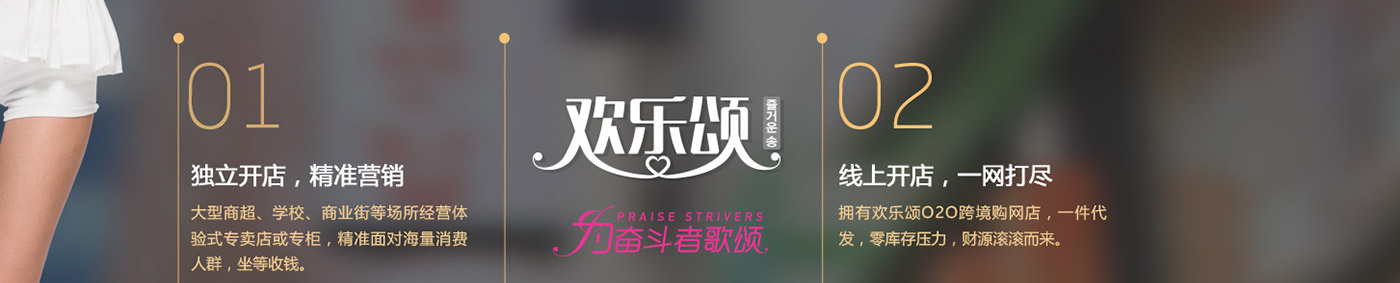 01
独立开店，精准营销
大型商超、学校、商业街等场所经营体
验式专卖店或专柜，精准面对海量消费
人群，坐等收钱。
欢乐颂
乐巨运颂
PRAISE STRIVERS
为奋斗者歌颂
02
线上开店，一网打尽
拥有欢乐颂O2O跨境购网店，一件代
发，零库存压力，财源滚滚而来。